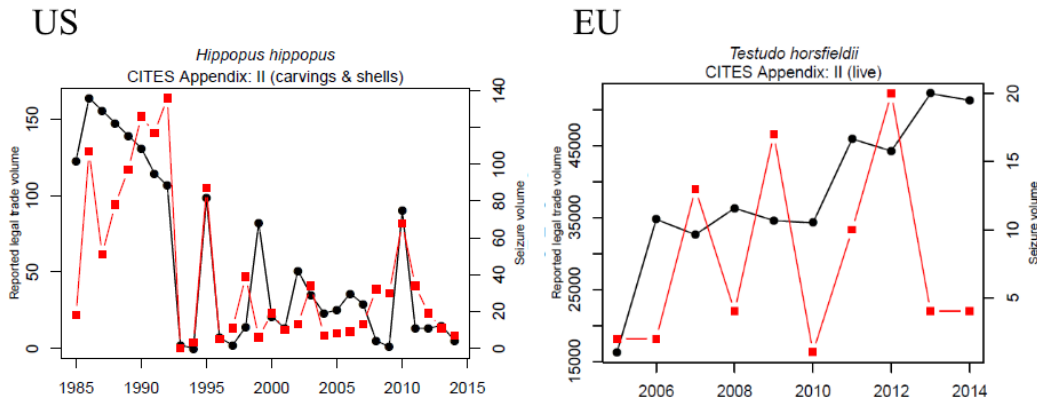 US
Hippopus hippopus
CITES Appendix: II (carvings & shells)
Reported legal trade volume
0 50 100 150
Seizure volume
0 20 40 60 80 100 120 140
1985 1990 1995 2000 2005 2010 2015
EU
Testudo horsfieldii
CITES Appendix: II (live)
Reported legal trade volume
15000 25000 35000 45000
Seizure volume
5 10 15 20
2006 2008 2010 2012 2014